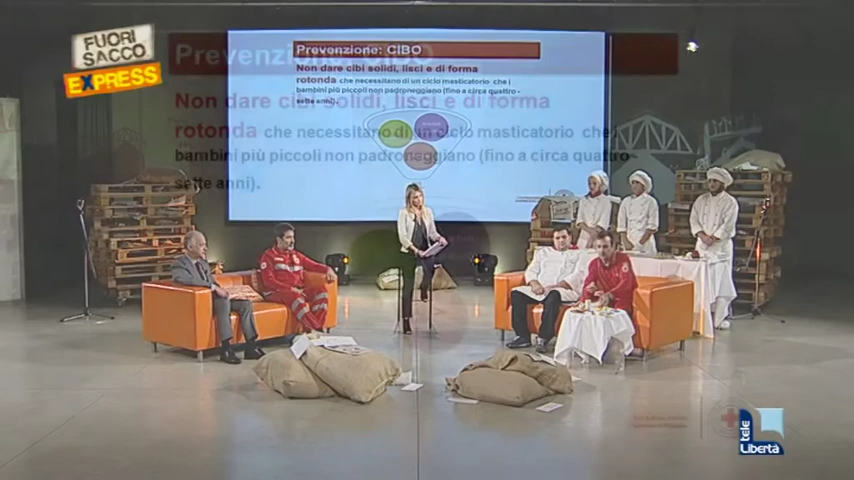 FUORI
SACCO
EXPRESS
Prevenzione: CIBO
Non dare cibi solidi, lisci e di forma
rotonda che necessitano di un ciclo masticatorio che i
bambini più piccoli non padroneggiano (fino a circa quattro -
sette anni).
Prevenzione: CIBO
Non dare cibi solidi, lisci e di forma
rotonda che necessitano di un ciclo masticatorio che i
bambini più piccoli non padroneggiano (fino a circa quattro -
sette anni).
tele
Libertà